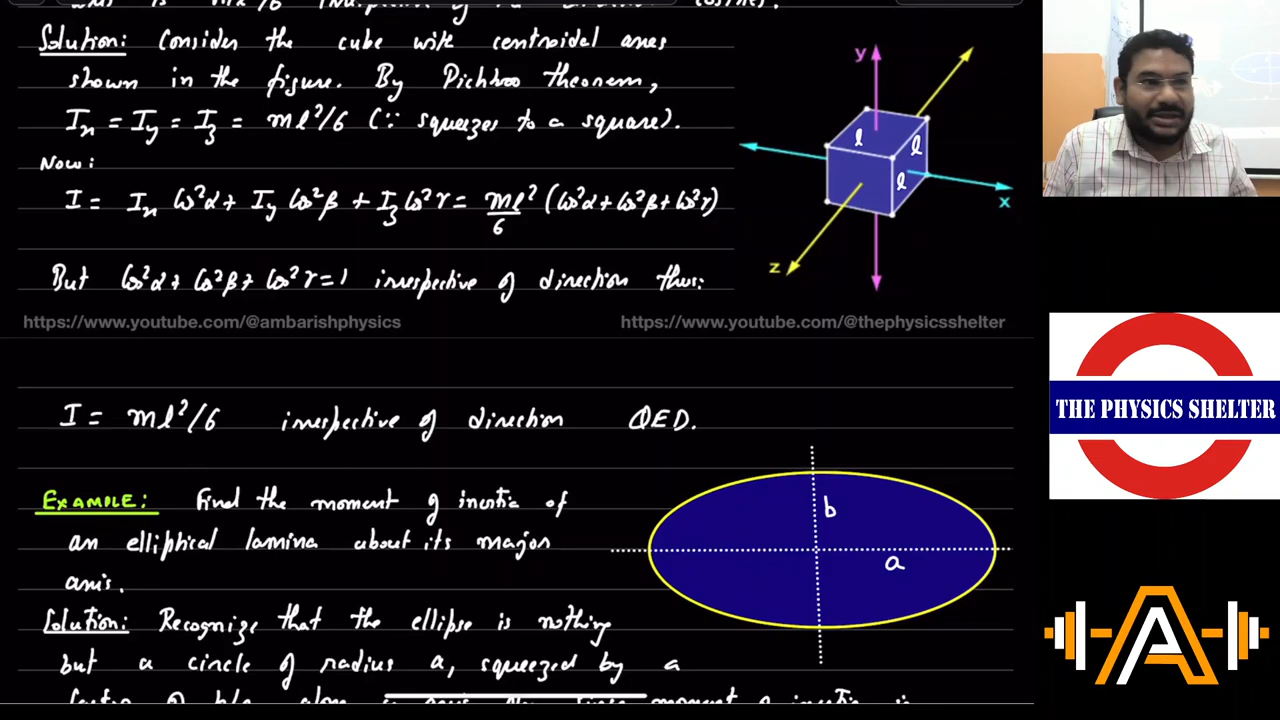 Solution: Consider the cube with centroidal axes
shown in the figure. By Pichboo theorem,
Ix = Iy = I3 = ml²/6 (∵ squeezes to a square).
Now:
I = Ix Cos²α + Iy Cos²β + I3 Cos²γ = ml²/6 (Cos²α + Cos²β + Cos²γ)
But Cos²α + Cos²β + Cos²γ = 1 irrespective of direction thus:
y
l
l
l
x
z
https://www.youtube.com/@ambarishphysics
https://www.youtube.com/@thephysicsshelter
I = ml²/6 irrespective of direction QED.
EXAMPLE: Find the moment of inertia of
an elliptical lamina about its major
axis.
b
a
Solution: Recognize that the ellipse is nothing
but a circle of radius a, squeezed by a
THE PHYSICS SHELTER